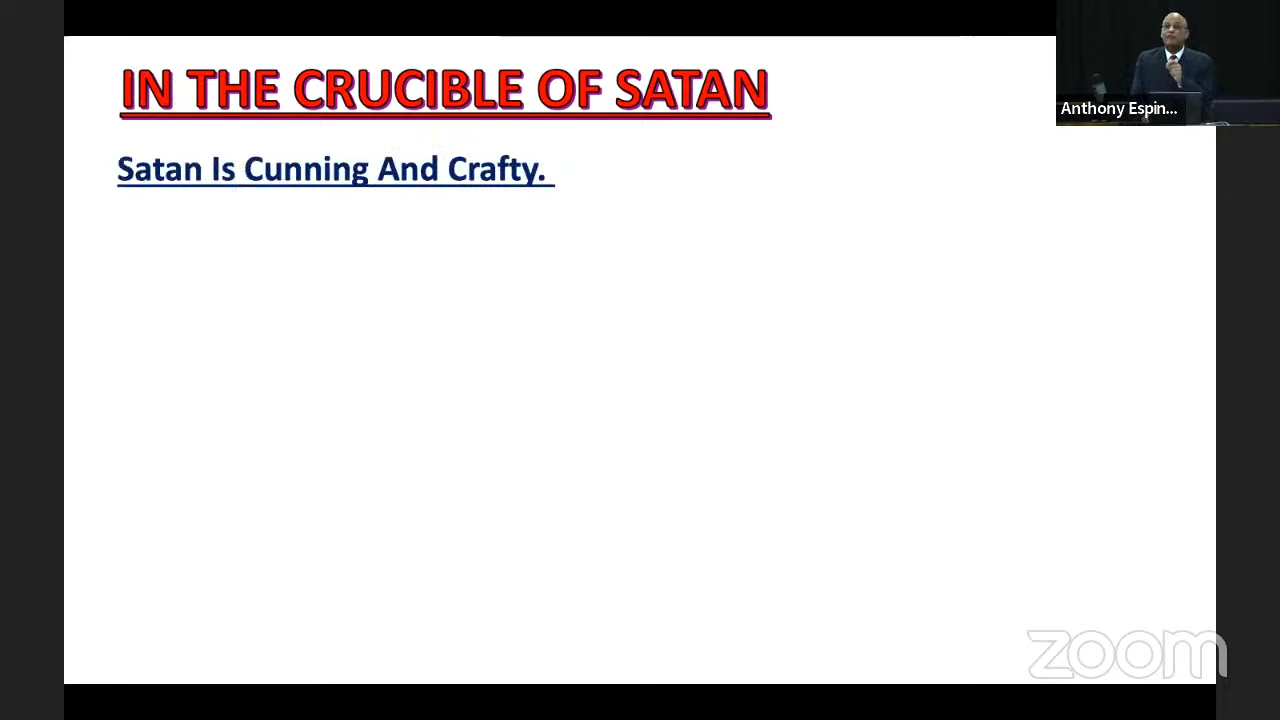 IN THE CRUCIBLE OF SATAN
Satan Is Cunning And Crafty.
Anthony Espin...
zoom